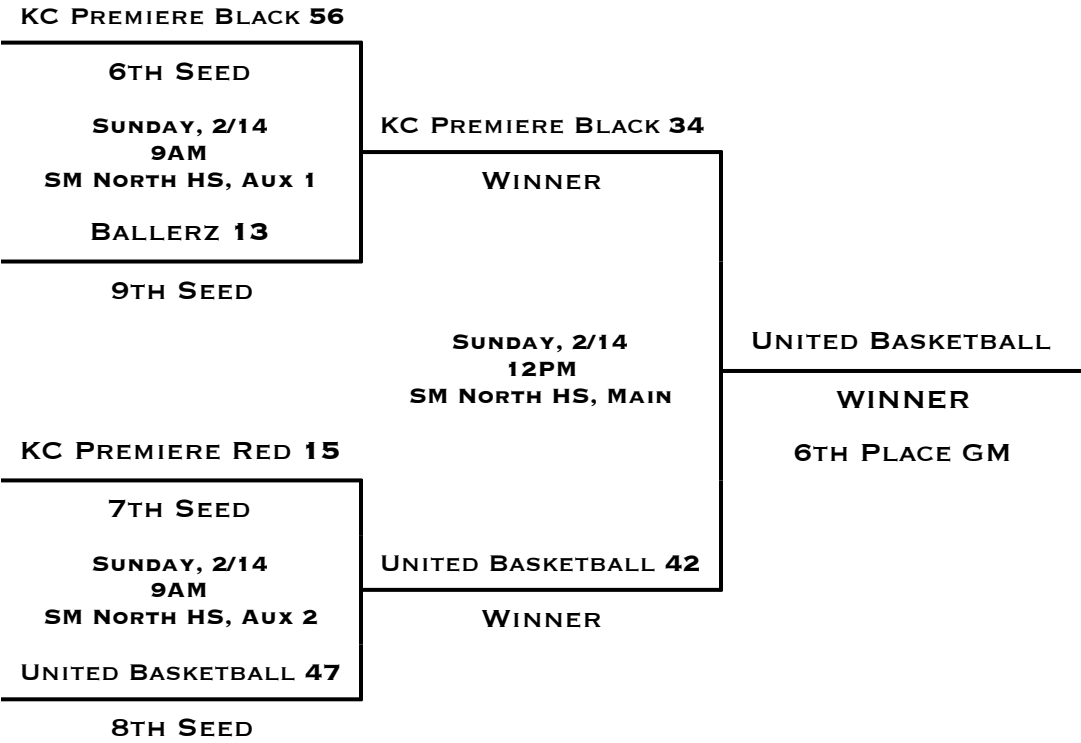 KC Premiere Black 56
6th Seed
Sunday, 2/14
9AM
SM North HS, Aux 1
Ballerz 13
9th Seed
KC Premiere Black 34
Winner
Sunday, 2/14
12PM
SM North HS, Main
United Basketball
WINNER
6th Place GM
KC Premiere Red 15
7th Seed
Sunday, 2/14
9AM
SM North HS, Aux 2
United Basketball 47
8th Seed
United Basketball 42
Winner